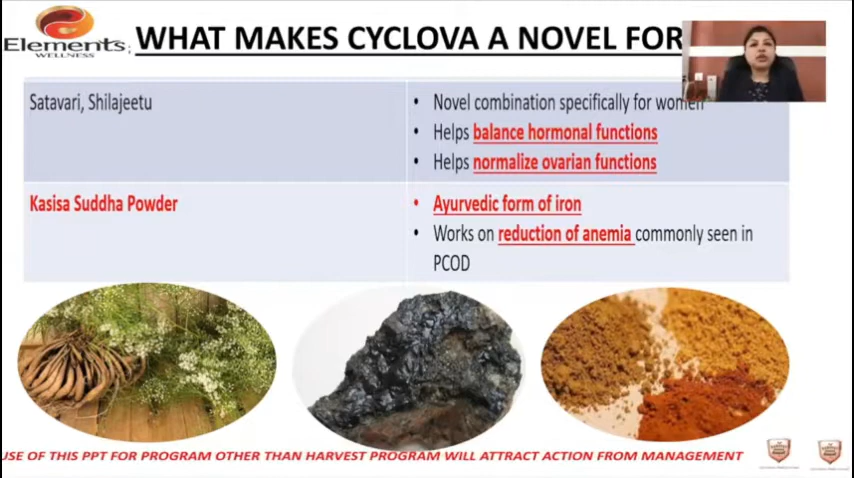 Elements
WELLNESS
WHAT MAKES CYCLOVA A NOVEL FOR
Satavari, Shilajeetu
• Novel combination specifically for women
• Helps balance hormonal functions
• Helps normalize ovarian functions
Kasisa Suddha Powder
• Ayurvedic form of iron
• Works on reduction of anemia commonly seen in
PCOD
USE OF THIS PPT FOR PROGRAM OTHER THAN HARVEST PROGRAM WILL ATTRACT ACTION FROM MANAGEMENT